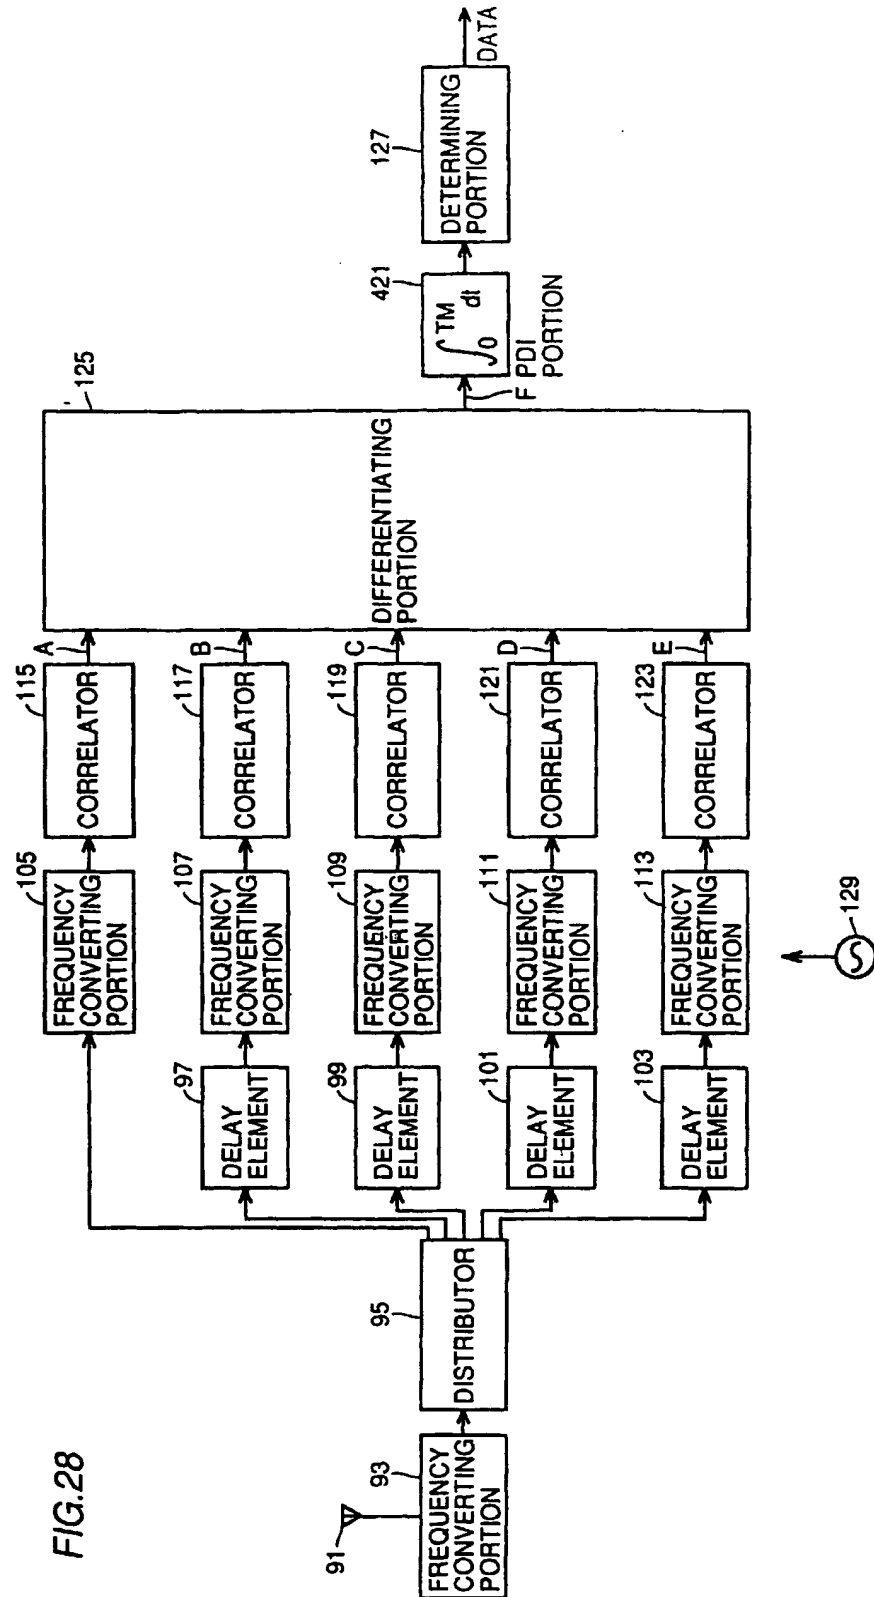 FIG.28
91
FREQUENCY
CONVERTING
PORTION
93
DISTRIBUTOR
95
DELAY
ELEMENT
97
DELAY
ELEMENT
99
DELAY
ELEMENT
101
DELAY
ELEMENT
103
FREQUENCY
CONVERTING
PORTION
105
FREQUENCY
CONVERTING
PORTION
107
FREQUENCY
CONVERTING
PORTION
109
FREQUENCY
CONVERTING
PORTION
111
FREQUENCY
CONVERTING
PORTION
113
129
CORRELATOR
115
CORRELATOR
117
CORRELATOR
119
CORRELATOR
121
CORRELATOR
123
A
B
C
D
E
DIFFERENTIATING
PORTION
125
F
∫0 TM dt
421
PDI
PORTION
DETERMINING
PORTION
127
DATA